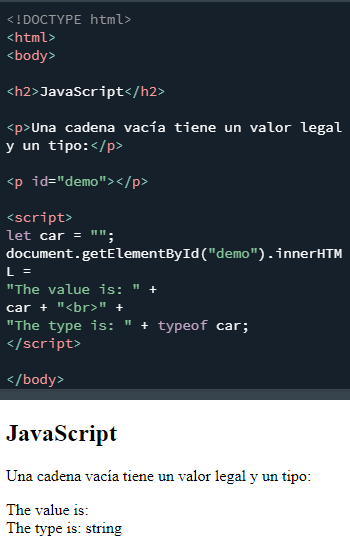 <!DOCTYPE html>
<html>
<body>
<h2>JavaScript</h2>
<p>Una cadena vacía tiene un valor legal
y un tipo:</p>
<p id="demo"></p>
<script>
let car = "";
document.getElementById("demo").innerHTM
L =
"The value is: " +
car + "<br>" +
"The type is: " + typeof car;
</script>
</body>
JavaScript
Una cadena vacía tiene un valor legal y un tipo:
The value is:
The type is: string